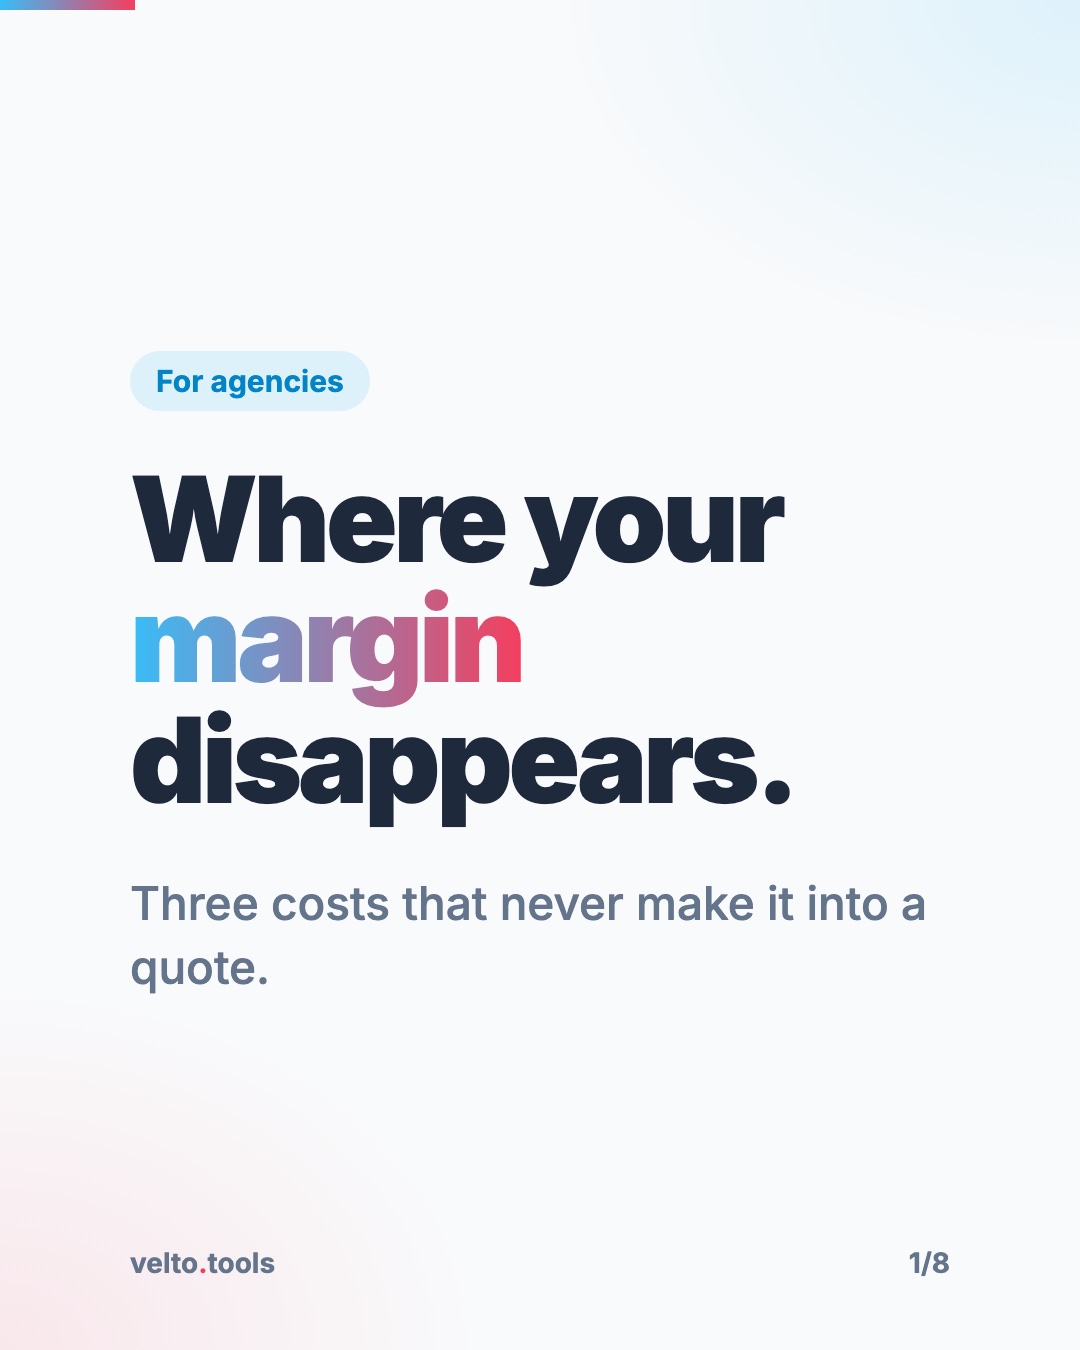 For agencies
Where your
margin
disappears.
Three costs that never make it into a
quote.
velto.tools
1/8